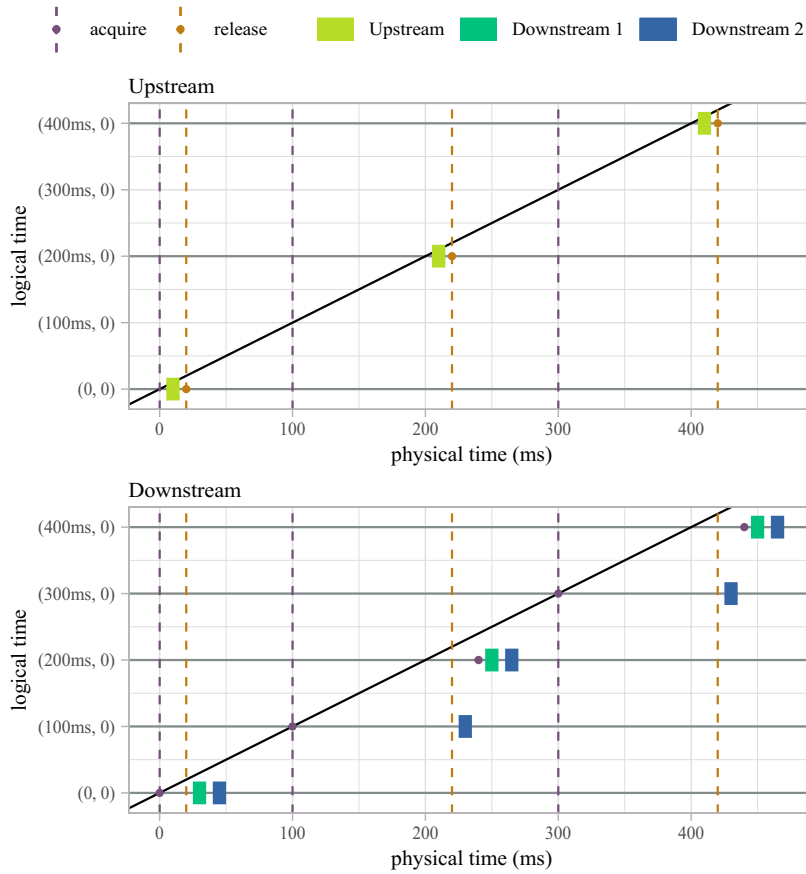 acquire release Upstream Downstream 1 Downstream 2
Upstream
(400ms, 0)
(300ms, 0)
(200ms, 0)
(100ms, 0)
(0, 0)
logical time
0 100 200 300 400
physical time (ms)
Downstream
(400ms, 0)
(300ms, 0)
(200ms, 0)
(100ms, 0)
(0, 0)
logical time
0 100 200 300 400
physical time (ms)